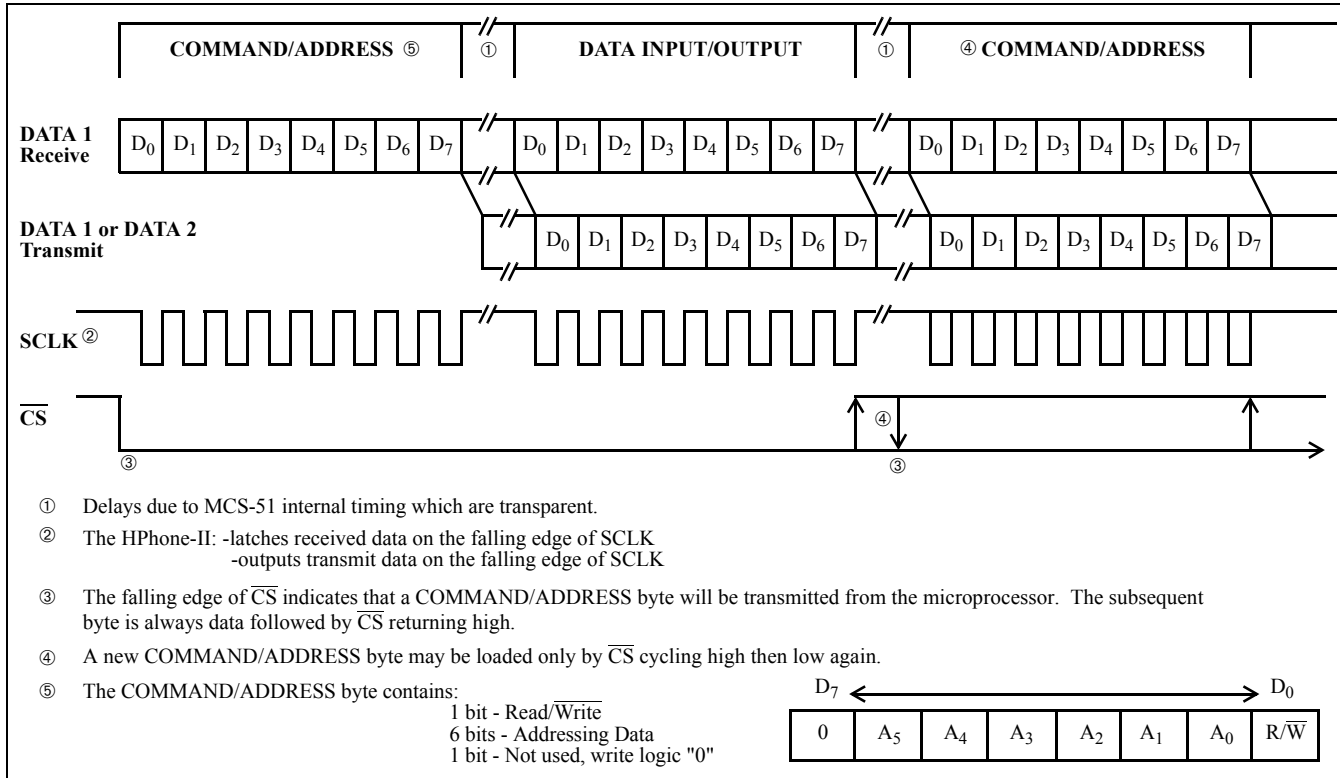 COMMAND/ADDRESS ⑤ ① DATA INPUT/OUTPUT ① ④ COMMAND/ADDRESS
DATA 1
Receive
D0 D1 D2 D3 D4 D5 D6 D7 D0 D1 D2 D3 D4 D5 D6 D7 D0 D1 D2 D3 D4 D5 D6 D7
DATA 1 or DATA 2
Transmit
D0 D1 D2 D3 D4 D5 D6 D7 D0 D1 D2 D3 D4 D5 D6 D7
SCLK ②
CS
③ ④ ③
① Delays due to MCS-51 internal timing which are transparent.
② The HPhone-II: -latches received data on the falling edge of SCLK
-outputs transmit data on the falling edge of SCLK
③ The falling edge of CS indicates that a COMMAND/ADDRESS byte will be transmitted from the microprocessor. The subsequent
byte is always data followed by CS returning high.
④ A new COMMAND/ADDRESS byte may be loaded only by CS cycling high then low again.
⑤ The COMMAND/ADDRESS byte contains:
1 bit - Read/Write
6 bits - Addressing Data
1 bit - Not used, write logic "0"
D7 D0
0 A5 A4 A3 A2 A1 A0 R/W